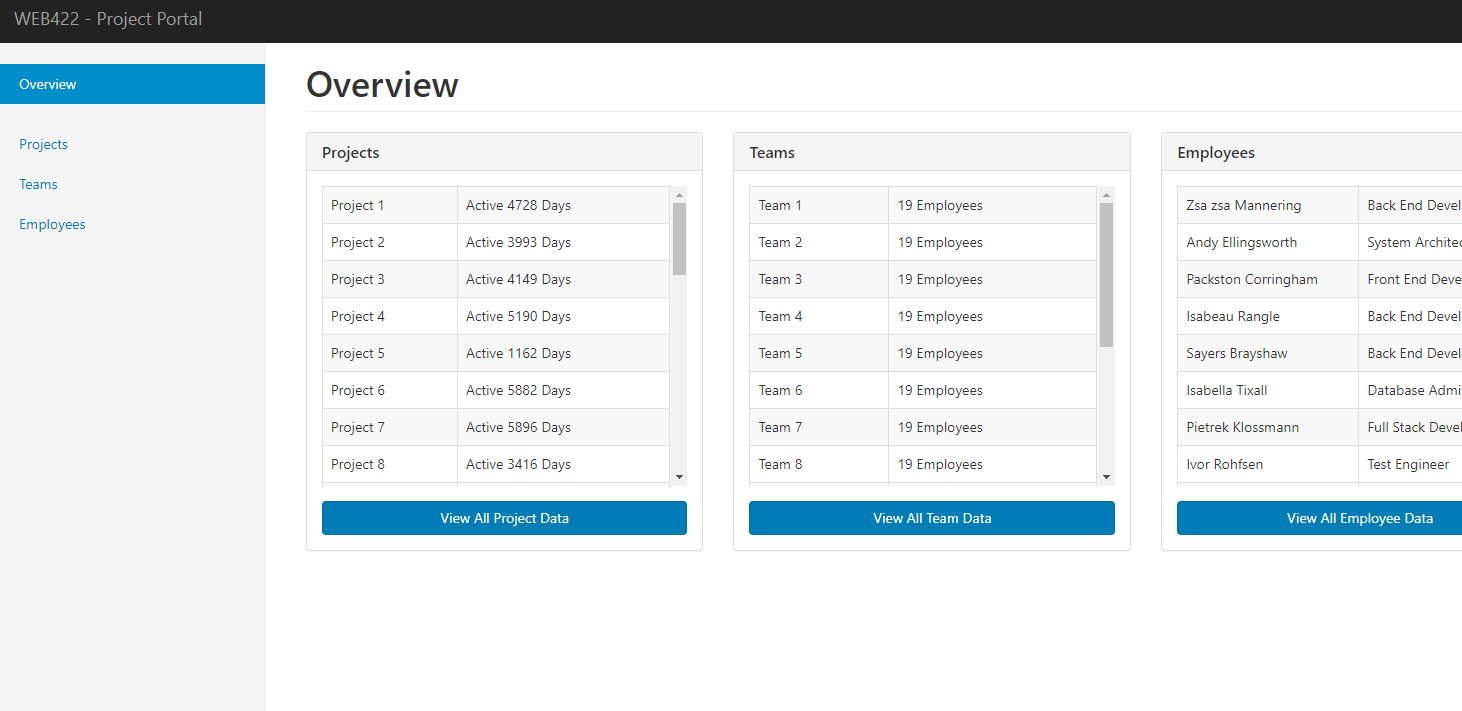 WEB422 - Project Portal
Overview
Projects
Teams
Employees
Overview
Projects
Project 1 Active 4728 Days
Project 2 Active 3993 Days
Project 3 Active 4149 Days
Project 4 Active 5190 Days
Project 5 Active 1162 Days
Project 6 Active 5882 Days
Project 7 Active 5896 Days
Project 8 Active 3416 Days
View All Project Data
Teams
Team 1 19 Employees
Team 2 19 Employees
Team 3 19 Employees
Team 4 19 Employees
Team 5 19 Employees
Team 6 19 Employees
Team 7 19 Employees
Team 8 19 Employees
View All Team Data
Employees
Zsa zsa Mannering Back End Devel
Andy Ellingsworth System Architec
Packston Corringham Front End Deve
Isabeau Rangle Back End Devel
Sayers Brayshaw Back End Devel
Isabella Tixall Database Admi
Pietrek Klossmann Full Stack Devel
Ivor Rohfsen Test Engineer
View All Employee Data